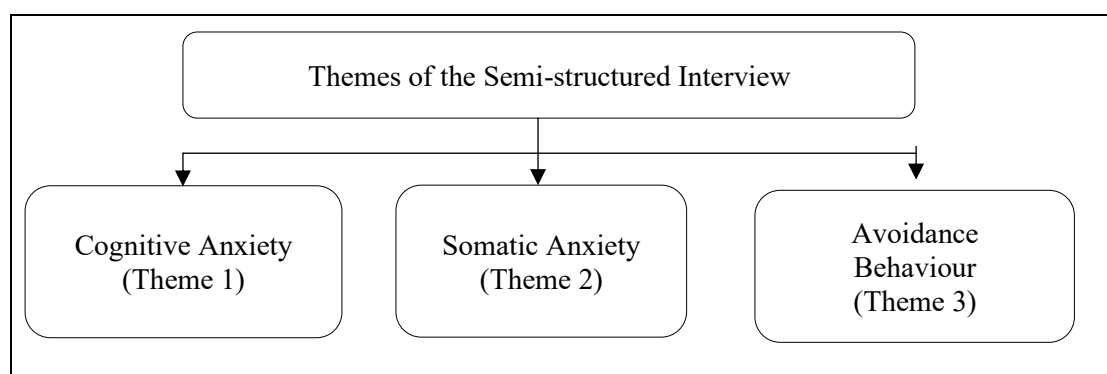 Themes of the Semi-structured Interview
Cognitive Anxiety
(Theme 1)
Somatic Anxiety
(Theme 2)
Avoidance
Behaviour
(Theme 3)